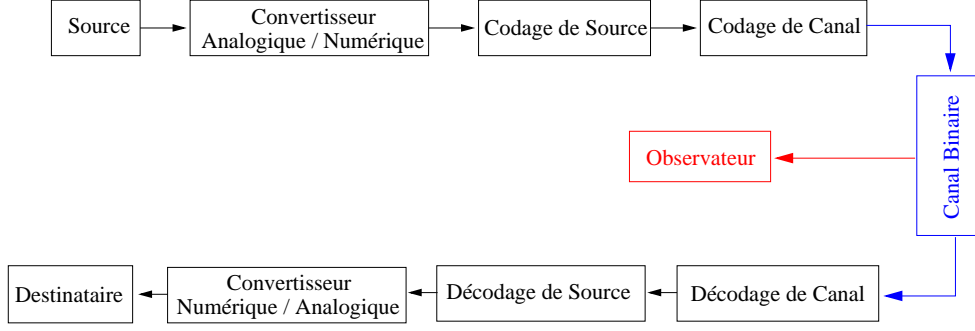 Source
Convertisseur
Analogique / Numérique
Codage de Source
Codage de Canal
Canal Binaire
Observateur
Destinataire
Convertisseur
Numérique / Analogique
Décodage de Source
Décodage de Canal